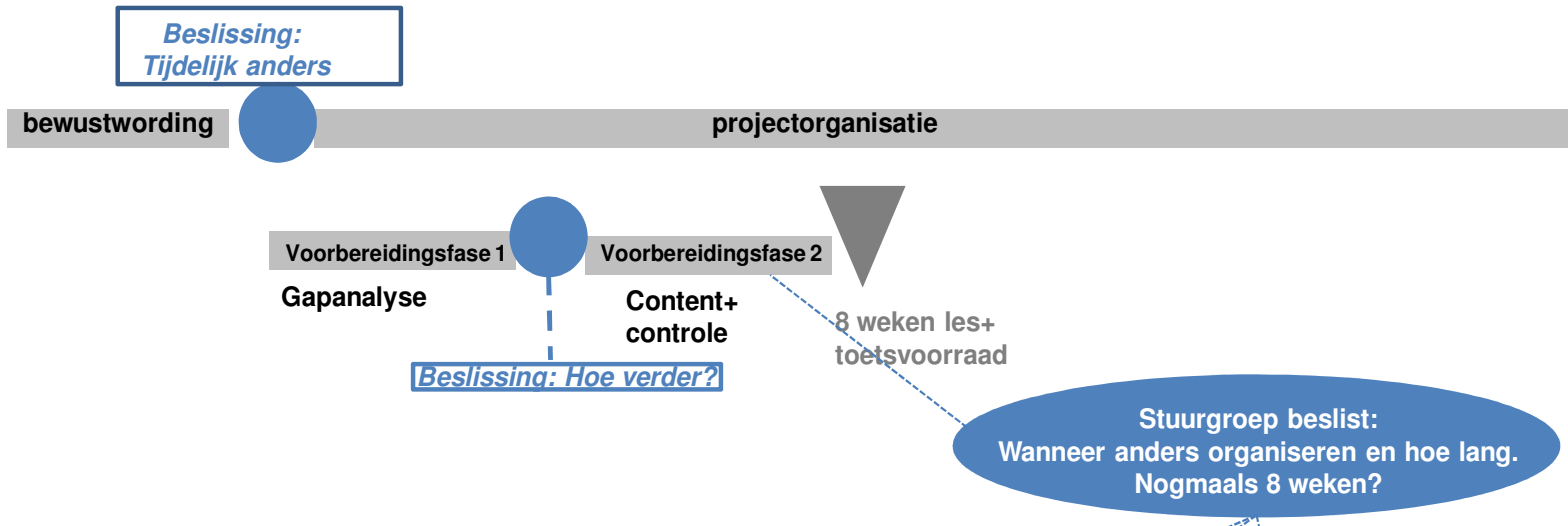 Beslissing:
Tijdelijk anders
bewustwording
projectorganisatie
Voorbereidingsfase 1
Voorbereidingsfase 2
Gapanalyse
Content+
controle
8 weken les+
toetsvoorraad
Beslissing: Hoe verder?
Stuurgroep beslist:
Wanneer anders organiseren en hoe lang.
Nogmaals 8 weken?